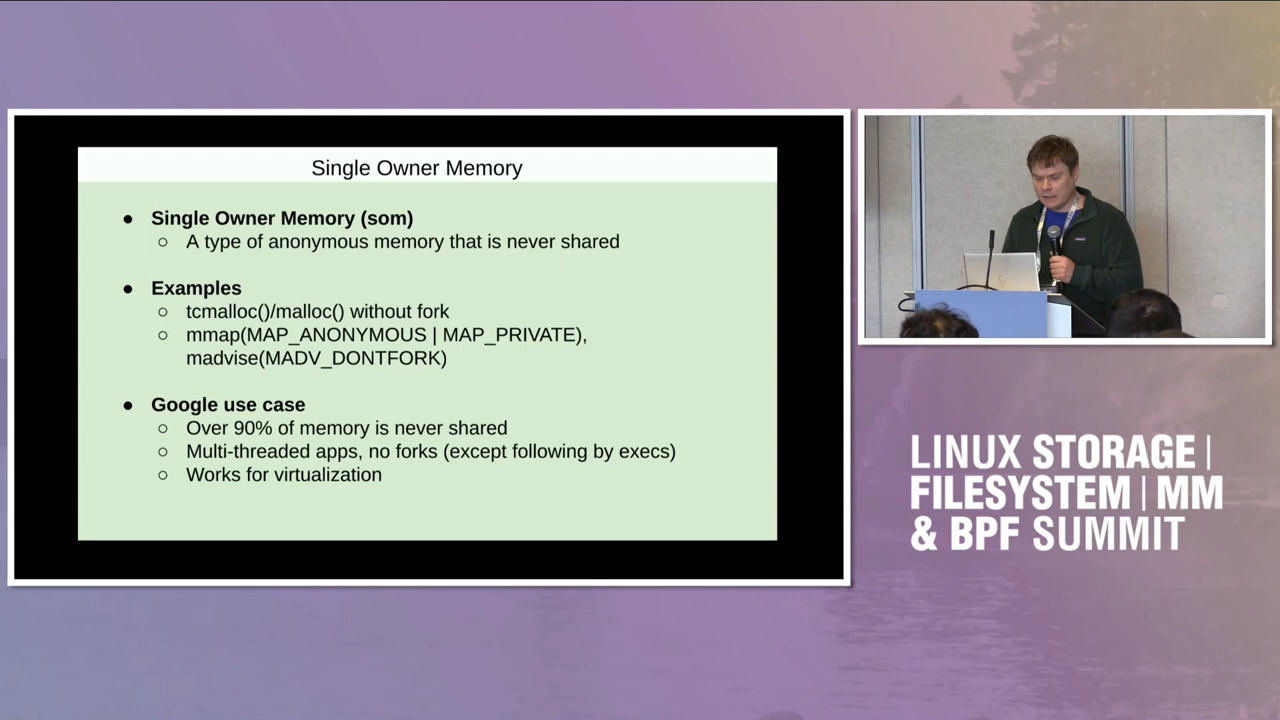 Single Owner Memory
● Single Owner Memory (som)
○ A type of anonymous memory that is never shared
● Examples
○ tcmalloc()/malloc() without fork
○ mmap(MAP_ANONYMOUS | MAP_PRIVATE),
madvise(MADV_DONTFORK)
● Google use case
○ Over 90% of memory is never shared
○ Multi-threaded apps, no forks (except following by execs)
○ Works for virtualization
LINUX STORAGE |
FILESYSTEM | MM
& BPF SUMMIT